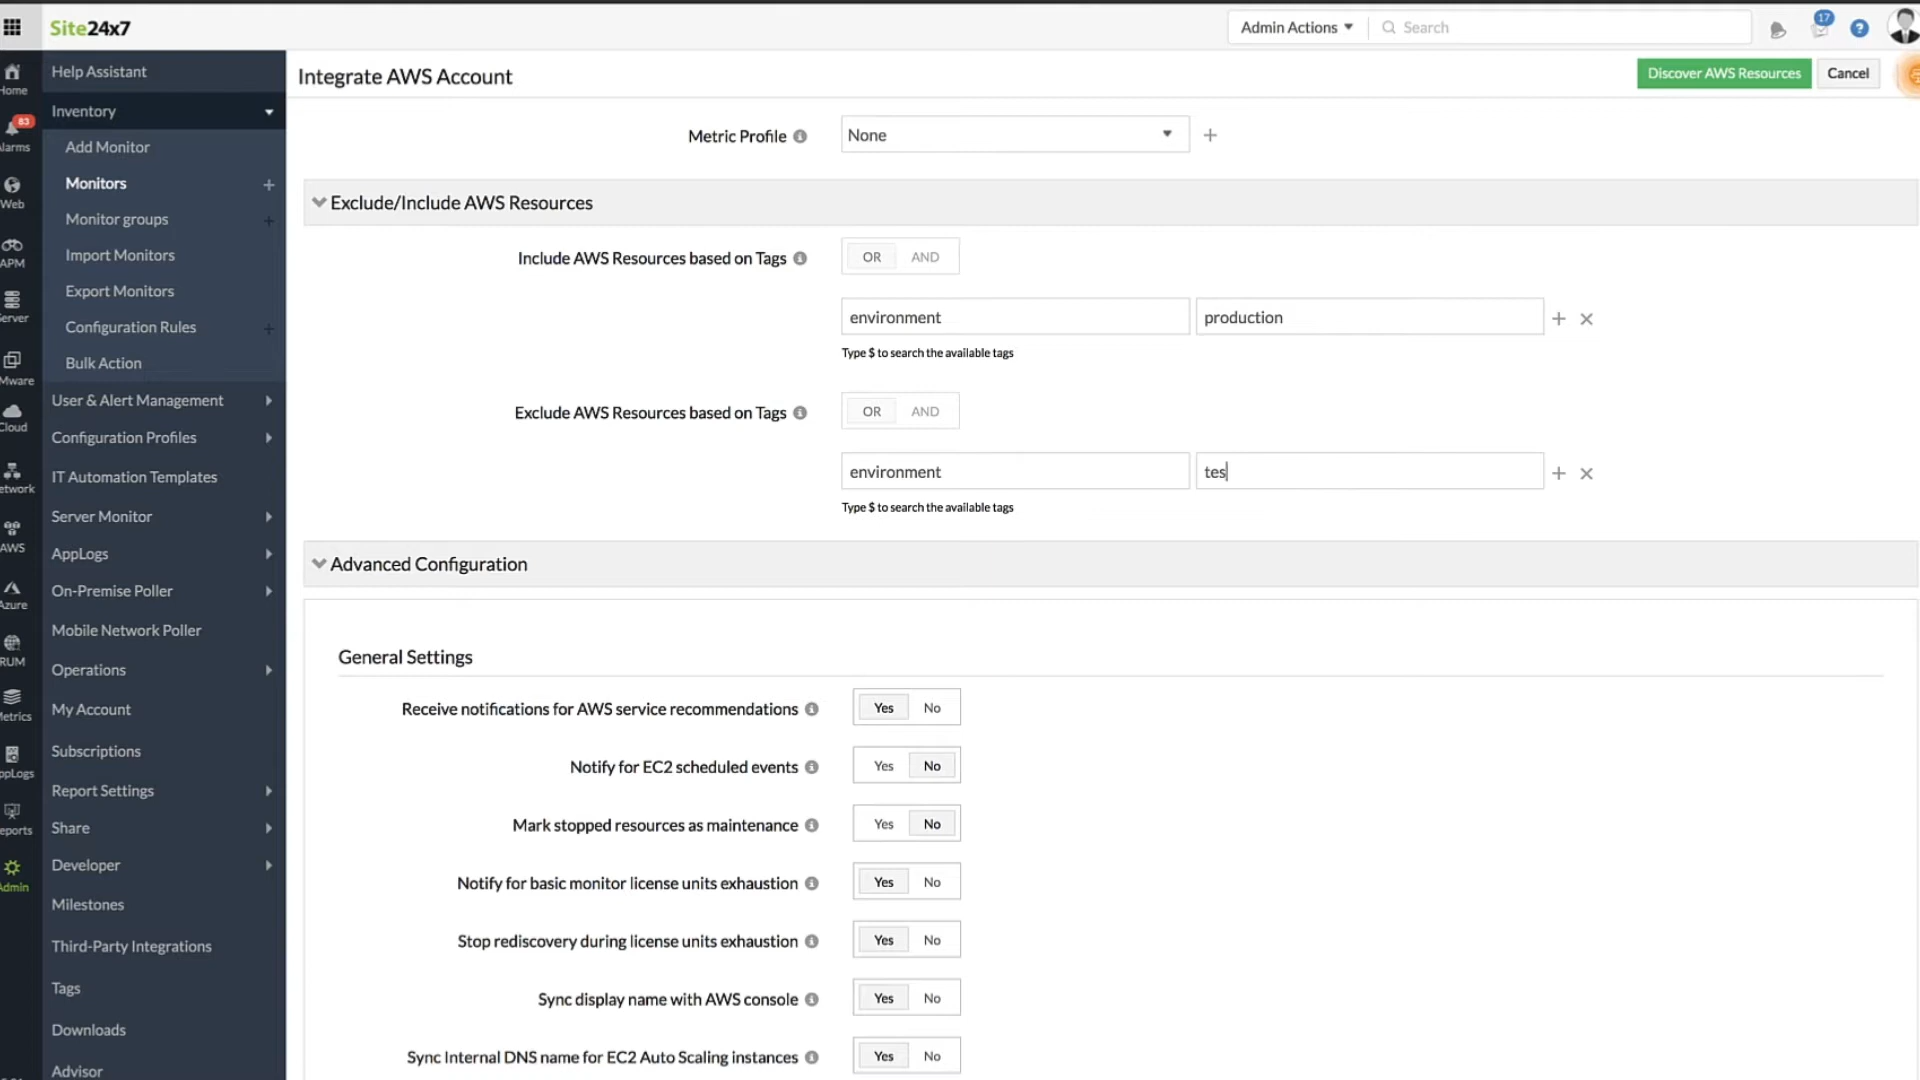 Site24x7
Admin Actions
Search
17
?
Home
83
larms
Web
APM
erver
Mware
Cloud
etwork
AWS
Azure
RUM
letrics
ppLogs
eports
Admin
Help Assistant
Inventory
Add Monitor
Monitors
Monitor groups
Import Monitors
Export Monitors
Configuration Rules
Bulk Action
User & Alert Management
Configuration Profiles
IT Automation Templates
Server Monitor
AppLogs
On-Premise Poller
Mobile Network Poller
Operations
My Account
Subscriptions
Report Settings
Share
Developer
Milestones
Third-Party Integrations
Tags
Downloads
Advisor
Integrate AWS Account
Discover AWS Resources
Cancel
Metric Profile
None
Exclude/Include AWS Resources
Include AWS Resources based on Tags
OR AND
environment production
Type $ to search the available tags
Exclude AWS Resources based on Tags
OR AND
environment tes
Type $ to search the available tags
Advanced Configuration
General Settings
Receive notifications for AWS service recommendations Yes No
Notify for EC2 scheduled events Yes No
Mark stopped resources as maintenance Yes No
Notify for basic monitor license units exhaustion Yes No
Stop rediscovery during license units exhaustion Yes No
Sync display name with AWS console Yes No
Sync Internal DNS name for EC2 Auto Scaling instances Yes No